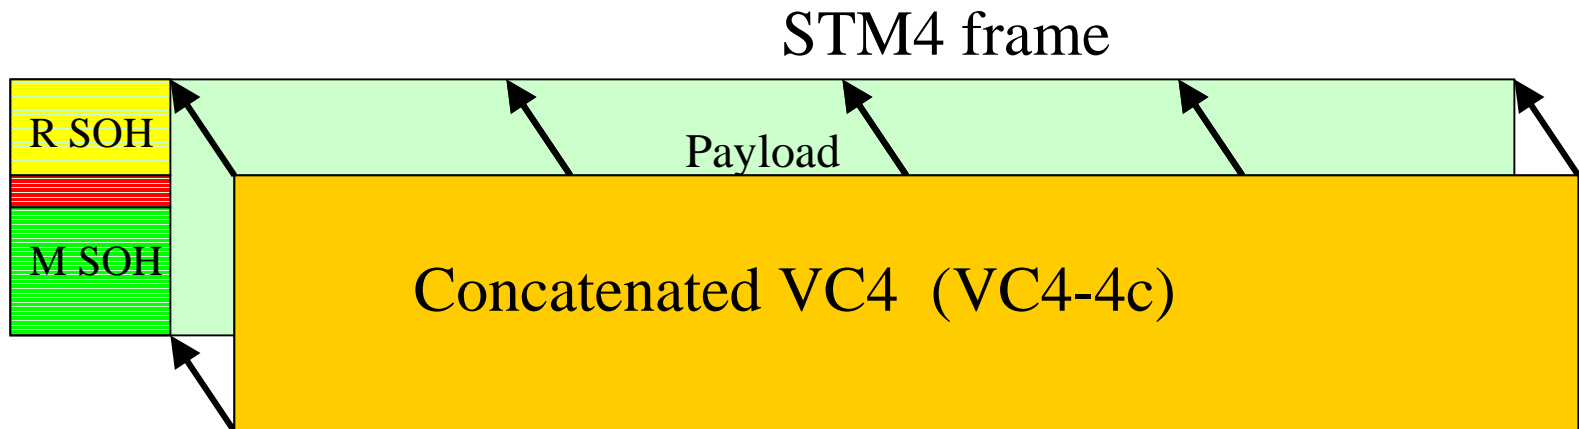 STM4 frame
R SOH
Payload
M SOH
Concatenated VC4 (VC4-4c)